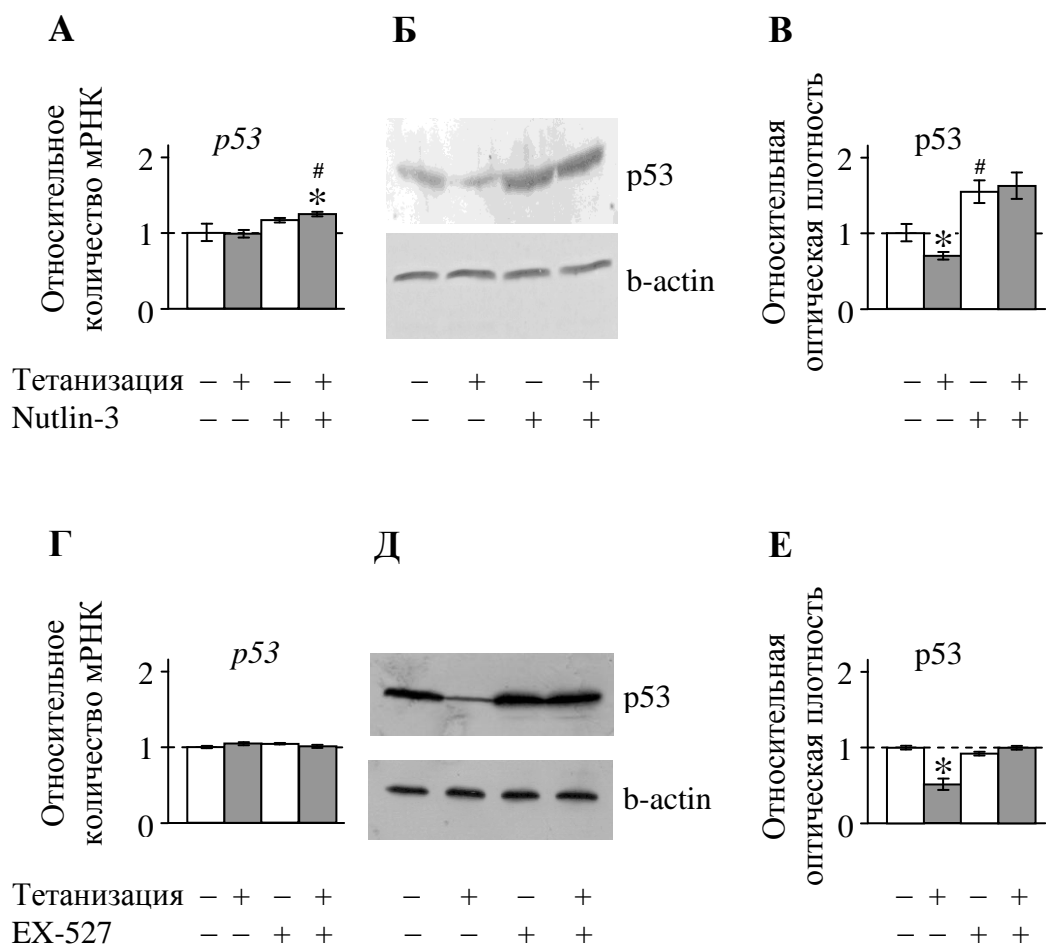 А
Б
В
Относительное
количество мРНК
2
1
0
p53
#
*
p53
b-actin
Относительная
оптическая плотность
2
1
0
p53
*
#
Тетанизация – + – + – + – + – + – +
Nutlin-3 – – + + – – + + – – + +
Г
Д
Е
Относительное
количество мРНК
2
1
0
p53
p53
b-actin
Относительная
оптическая плотность
2
1
0
p53
*
Тетанизация – + – + – + – + – + – +
EX-527 – – + + – – + + – – + +